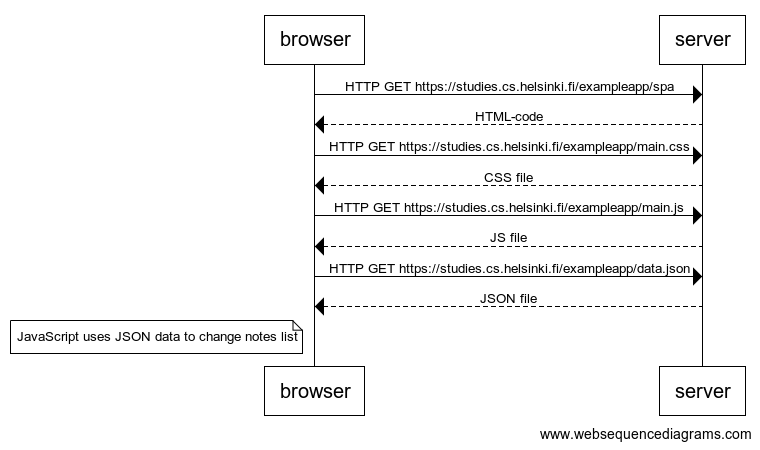 browser
server
HTTP GET https://studies.cs.helsinki.fi/exampleapp/spa
HTML-code
HTTP GET https://studies.cs.helsinki.fi/exampleapp/main.css
CSS file
HTTP GET https://studies.cs.helsinki.fi/exampleapp/main.js
JS file
HTTP GET https://studies.cs.helsinki.fi/exampleapp/data.json
JSON file
JavaScript uses JSON data to change notes list
browser
server
www.websequencediagrams.com